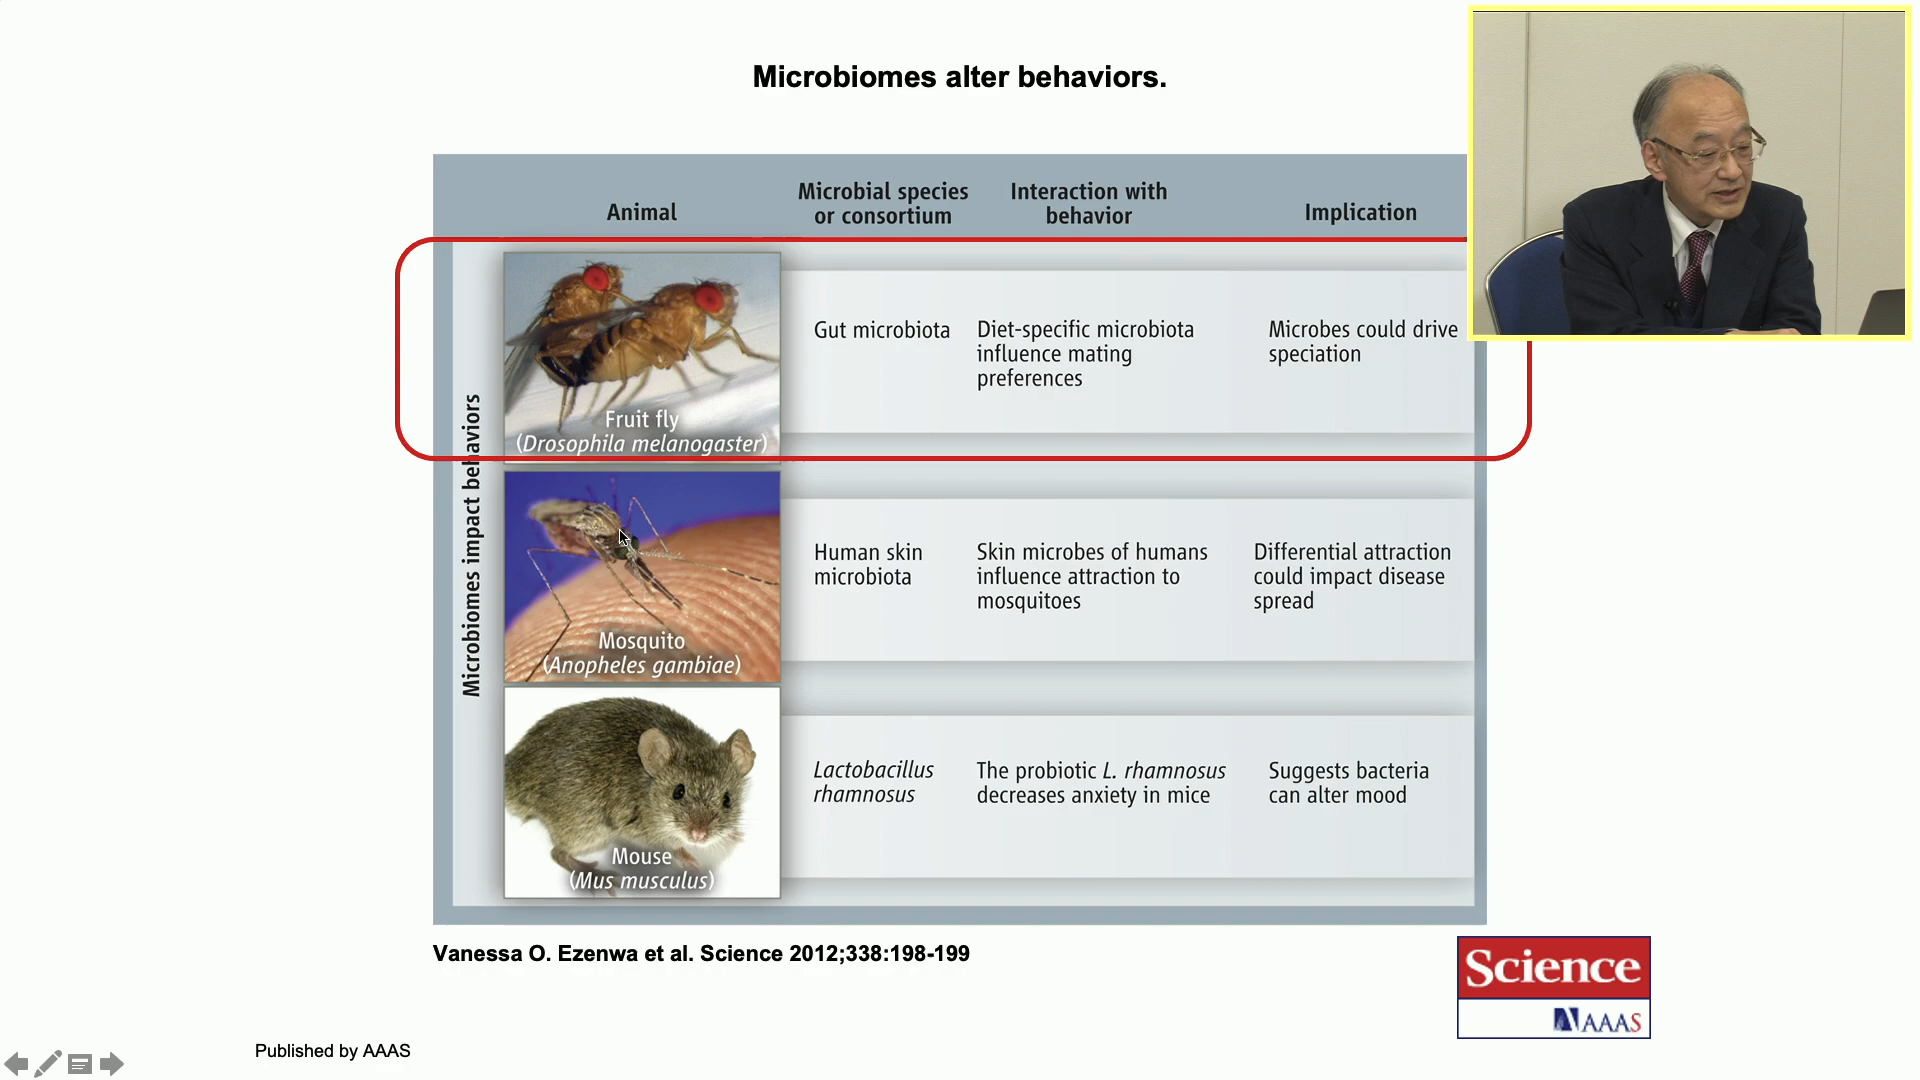 Microbiomes alter behaviors.
Animal
Microbial species
or consortium
Interaction with
behavior
Implication
Microbiomes impact behaviors
Fruit fly
(Drosophila melanogaster)
Gut microbiota
Diet-specific microbiota
influence mating
preferences
Microbes could drive
speciation
Mosquito
(Anopheles gambiae)
Human skin
microbiota
Skin microbes of humans
influence attraction to
mosquitoes
Differential attraction
could impact disease
spread
Mouse
(Mus musculus)
Lactobacillus
rhamnosus
The probiotic L. rhamnosus
decreases anxiety in mice
Suggests bacteria
can alter mood
Vanessa O. Ezenwa et al. Science 2012;338:198-199
Science
AAAS
Published by AAAS